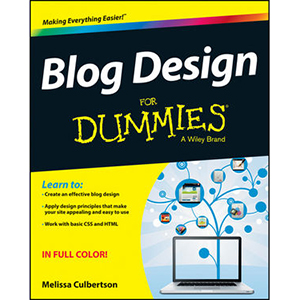 Making Everything Easier!™
Blog Design
FOR
DUMMIES®
A Wiley Brand
Learn to:
• Create an effective blog design
• Apply design principles that make
your site appealing and easy to use
• Work with basic CSS and HTML
IN FULL COLOR!
Melissa Culbertson